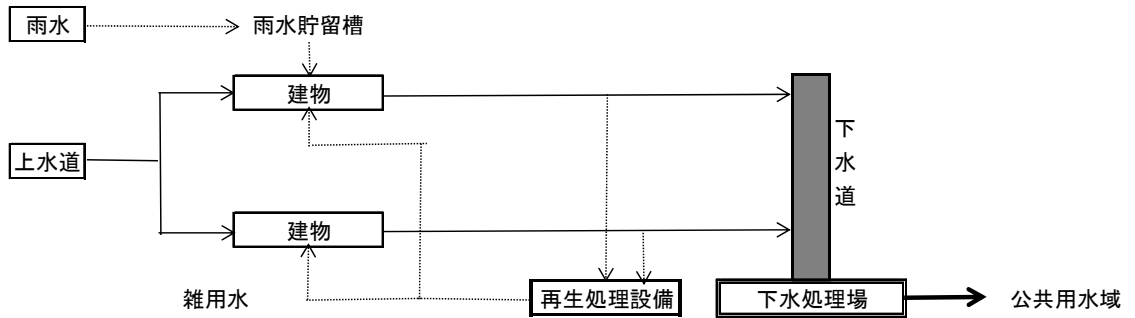 雨水
雨水貯留槽
建物
上水道
下水道
建物
雑用水
再生処理設備
下水処理場
公共用水域